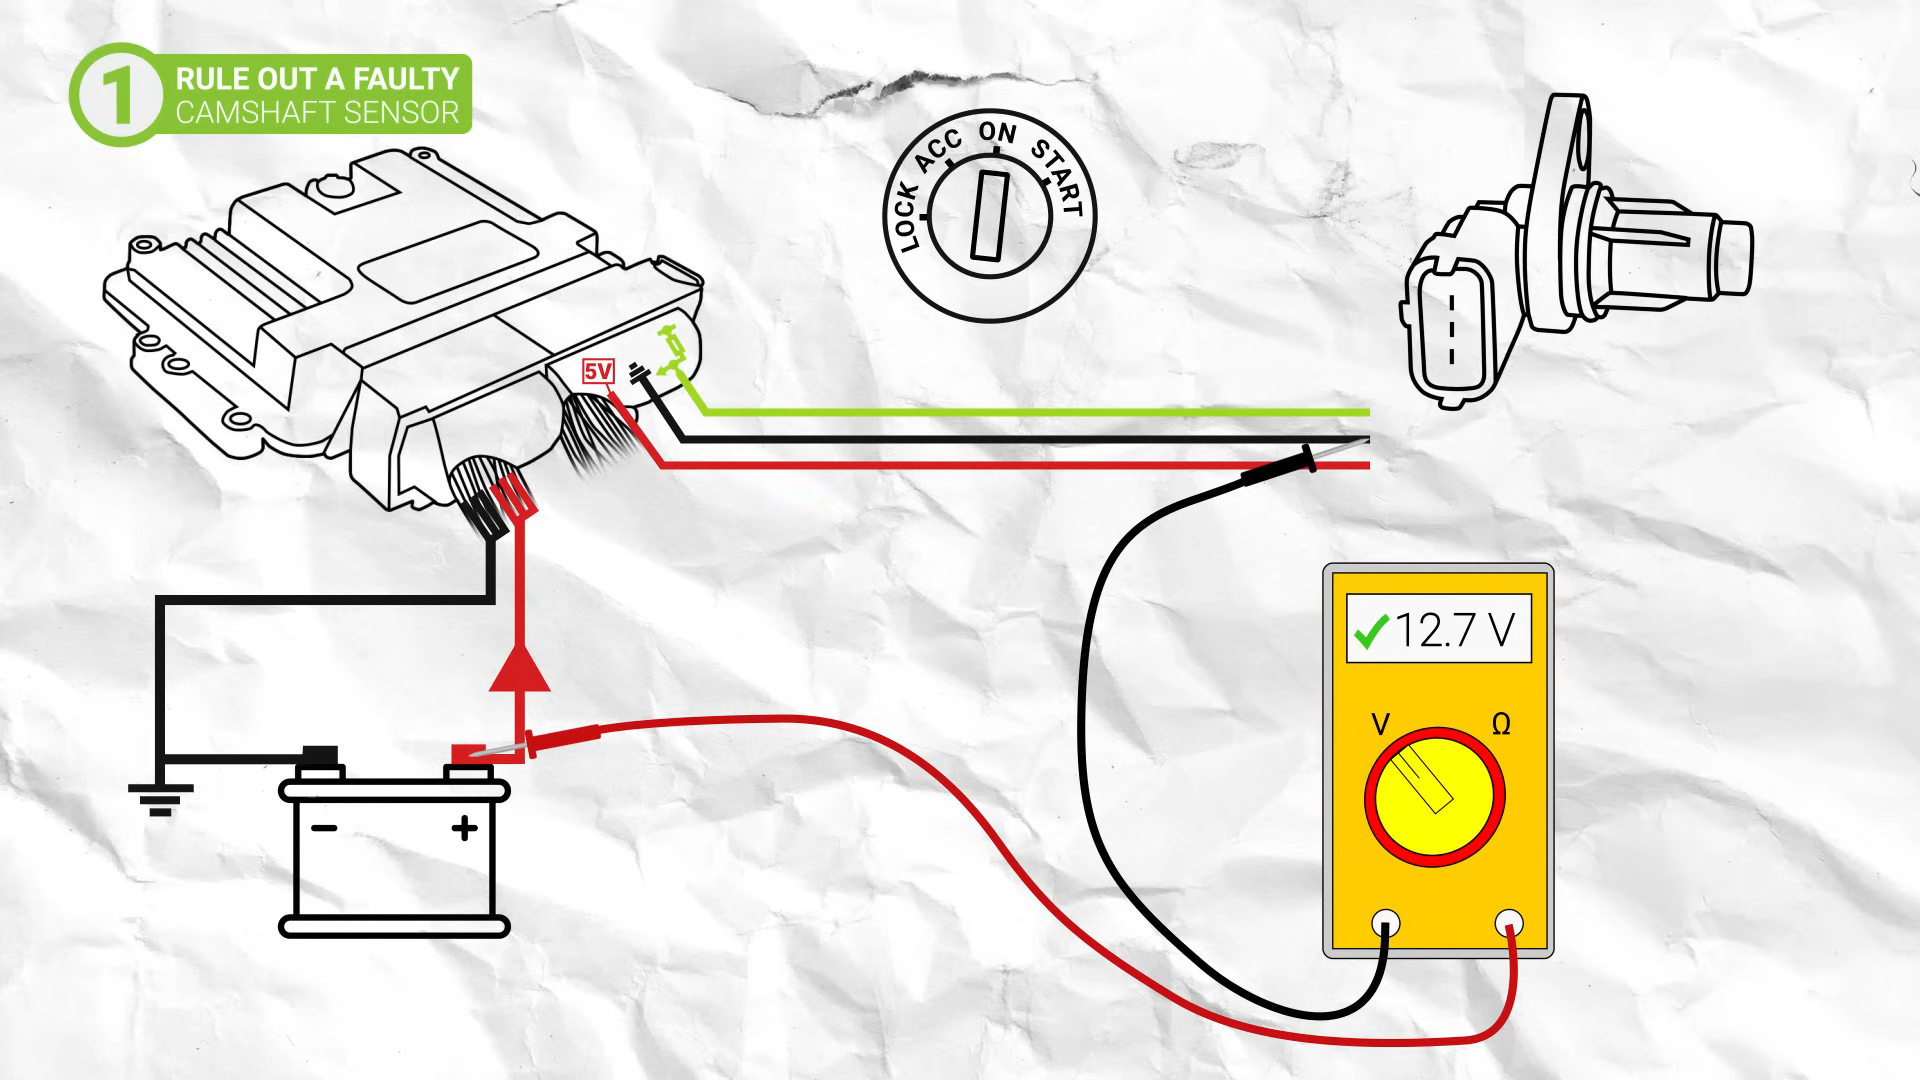 1
RULE OUT A FAULTY
CAMSHAFT SENSOR
LOCK ACC ON START
5V
12.7 V
V Ω
− +